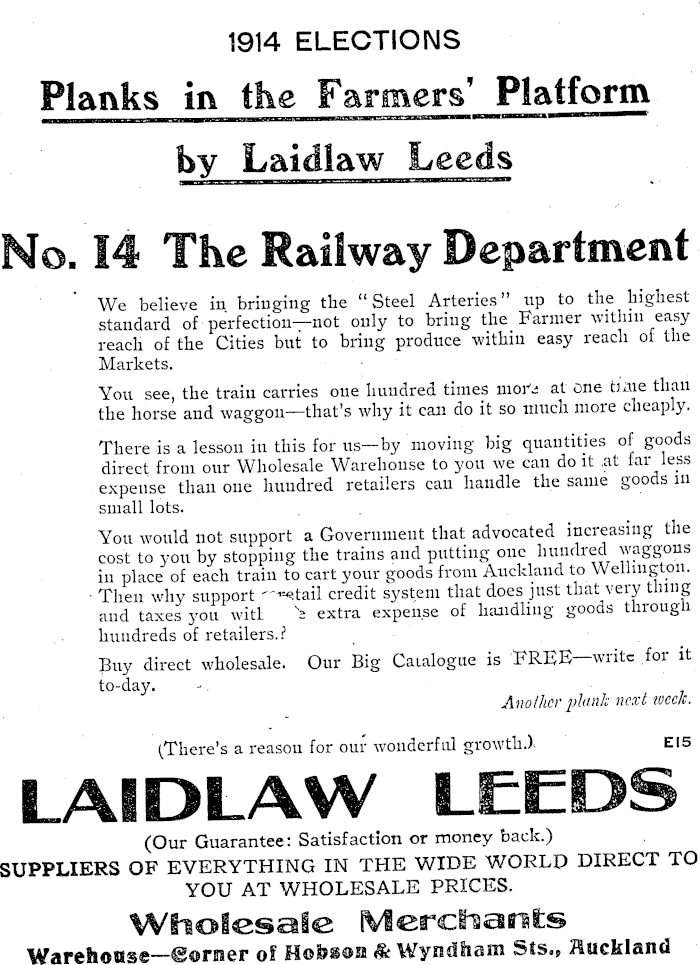 1914 ELECTIONS
Planks in the Farmers' Platform
by Laidlaw Leeds
No. 14 The Railway Department
We believe in bringing the "Steel Arteries" up to the highest
standard of perfection—not only to bring the Farmer within easy
reach of the Cities but to bring produce within easy reach of the
Markets.
You see, the train carries one hundred times more at one time than
the horse and waggon—that's why it can do it so much more cheaply.
There is a lesson in this for us—by moving big quantities of goods
direct from our Wholesale Warehouse to you we can do it at far less
expense than one hundred retailers can handle the same goods in
small lots.
You would not support a Government that advocated increasing the
cost to you by stopping the trains and putting one hundred waggons
in place of each train to cart your goods from Auckland to Wellington.
Then why support retail credit system that does just that very thing
and taxes you with extra expense of handling goods through
hundreds of retailers.?
Buy direct wholesale. Our Big Catalogue is FREE—write for it
to-day.
Another plank next week.
(There's a reason for our wonderful growth.) E15
LAIDLAW LEEDS
(Our Guarantee: Satisfaction or money back.)
SUPPLIERS OF EVERYTHING IN THE WIDE WORLD DIRECT TO
YOU AT WHOLESALE PRICES.
Wholesale Merchants
Warehouse—Corner of Hobson & Wyndham Sts., Auckland